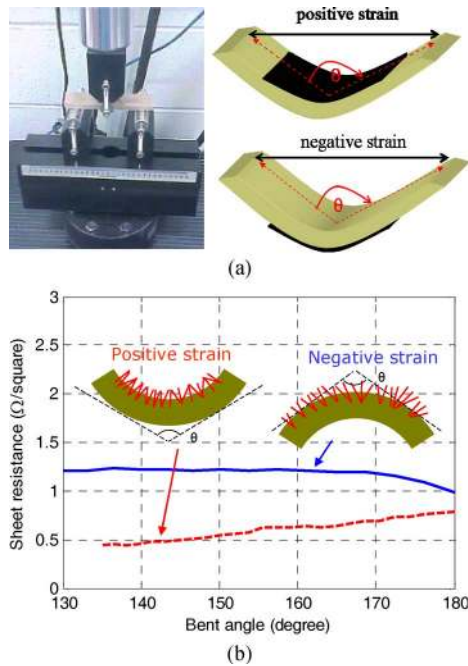 positive strain
θ
negative strain
θ
(a)
3
2.5
2
1.5
1
0.5
0
Sheet resistance (Ω/square)
Positive strain
θ
Negative strain
θ
130 140 150 160 170 180
Bent angle (degree)
(b)